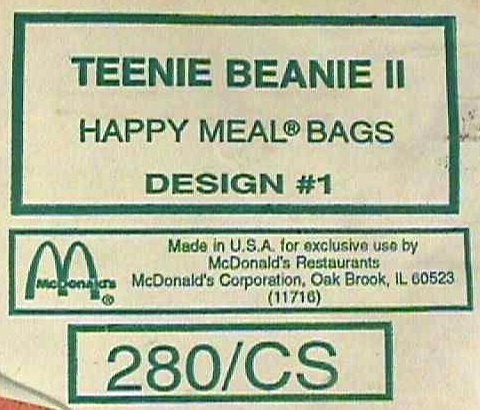 TEENIE BEANIE II
HAPPY MEAL® BAGS
DESIGN #1
McDonald's ®
Made in U.S.A. for exclusive use by
McDonald's Restaurants
McDonald's Corporation, Oak Brook, IL 60523
(11716)
280/CS